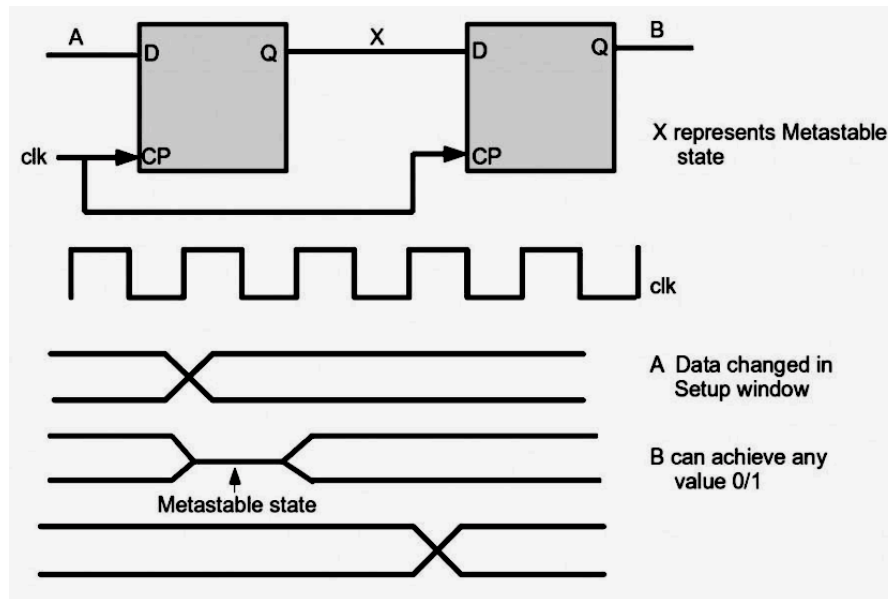 A
D
Q
X
D
Q
B
clk
CP
CP
X represents Metastable
state
clk
A Data changed in
Setup window
B can achieve any
value 0/1
Metastable state